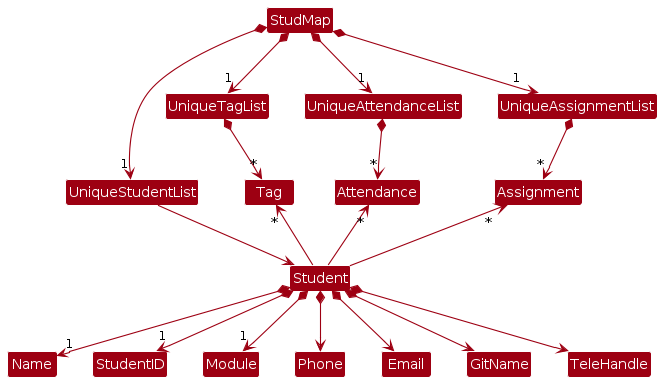 StudMap
1
1
1
UniqueTagList
UniqueAttendanceList
UniqueAssignmentList
1
*
*
*
UniqueStudentList
Tag
Attendance
Assignment
*
*
*
Student
1
1
1
Name
StudentID
Module
Phone
Email
GitName
TeleHandle